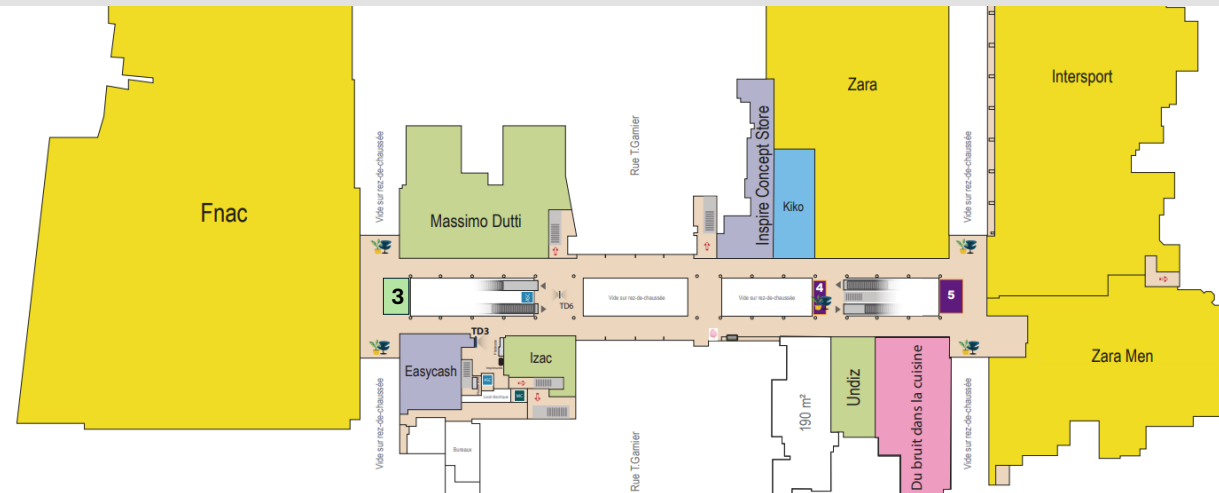 Fnac
Vide sur rez-de-chaussée
Massimo Dutti
Rue T.Garnier
Inspire Concept Store
Kiko
Zara
Vide sur rez-de-chaussée
Intersport
3
TD6
Vide sur rez-de-chaussée
Vide sur rez-de-chaussée
4
5
TD3
Easycash
Izac
Vide sur rez-de-chaussée
Bureaux
Rue T.Garnier
190 m²
Undiz
Du bruit dans la cuisine
Vide sur rez-de-chaussée
Zara Men